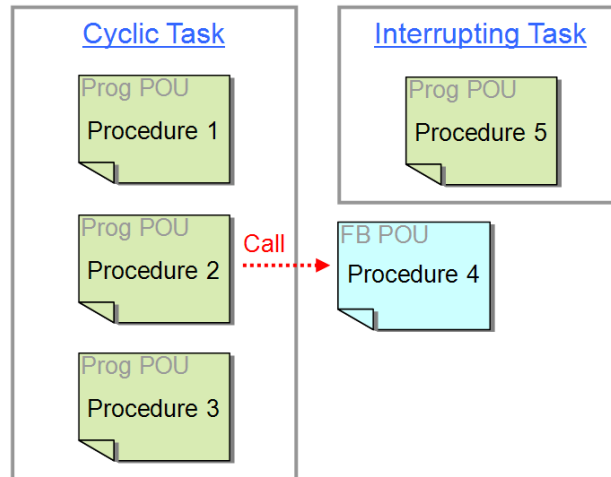 Cyclic Task
Prog POU
Procedure 1
Prog POU
Procedure 2
Call
Prog POU
Procedure 3
Interrupting Task
Prog POU
Procedure 5
FB POU
Procedure 4